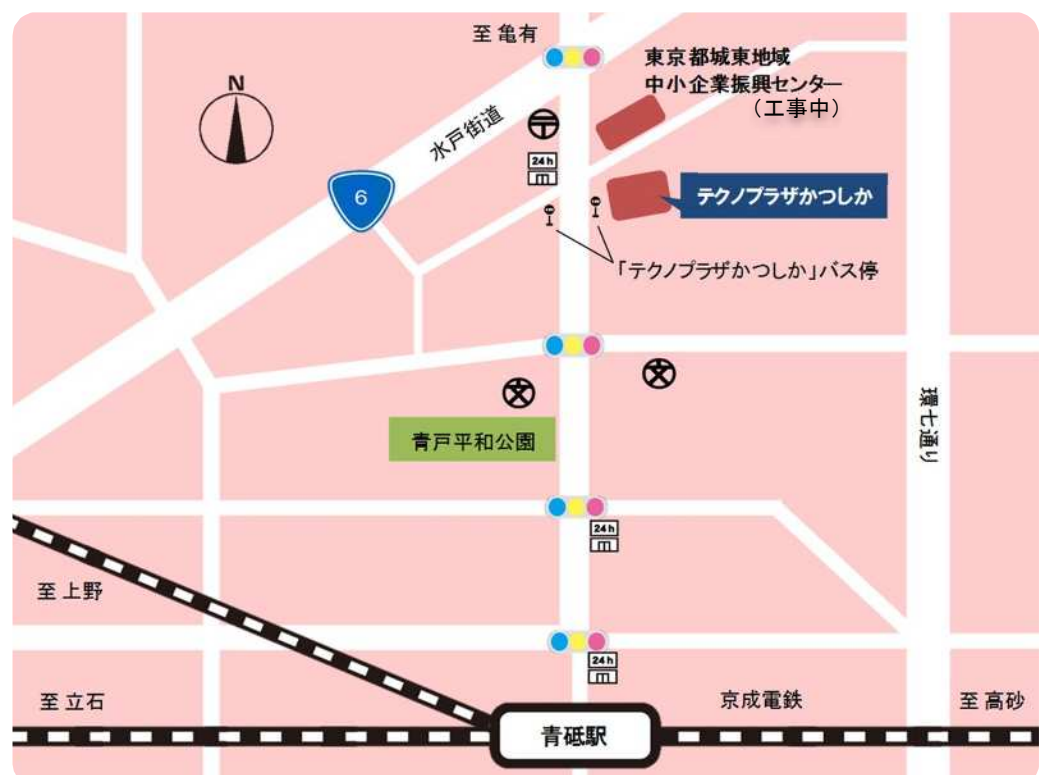 至 亀有
東京都城東地域
中小企業振興センター
（工事中）
N
水戸街道
24h
6
テクノプラザかつしか
「テクノプラザかつしか」バス停
環七通り
青戸平和公園
24h
至 上野
24h
至 立石
京成電鉄
至 高砂
青砥駅